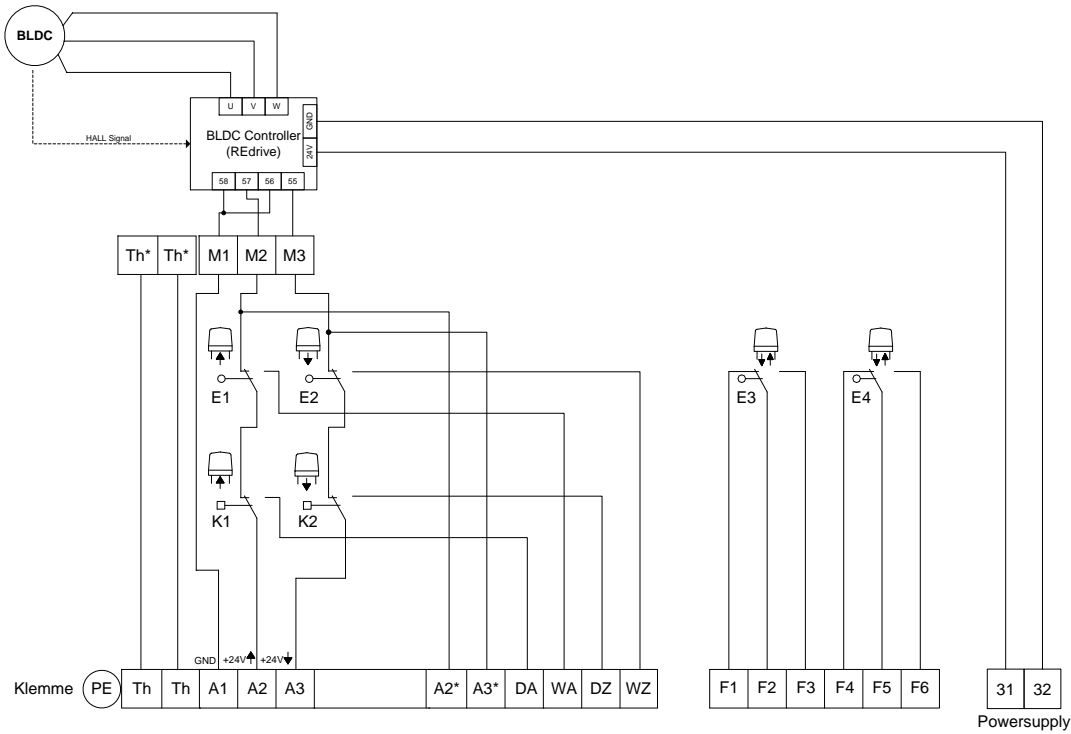 BLDC
U V W
HALL Signal
BLDC Controller
(REdrive)
GND
24V
58 57 56 55
Th* Th* M1 M2 M3
E1 E2 E3 E4
K1 K2
GND +24V +24V
Klemme PE Th Th A1 A2 A3 A2* A3* DA WA DZ WZ F1 F2 F3 F4 F5 F6 31 32
Powersupply